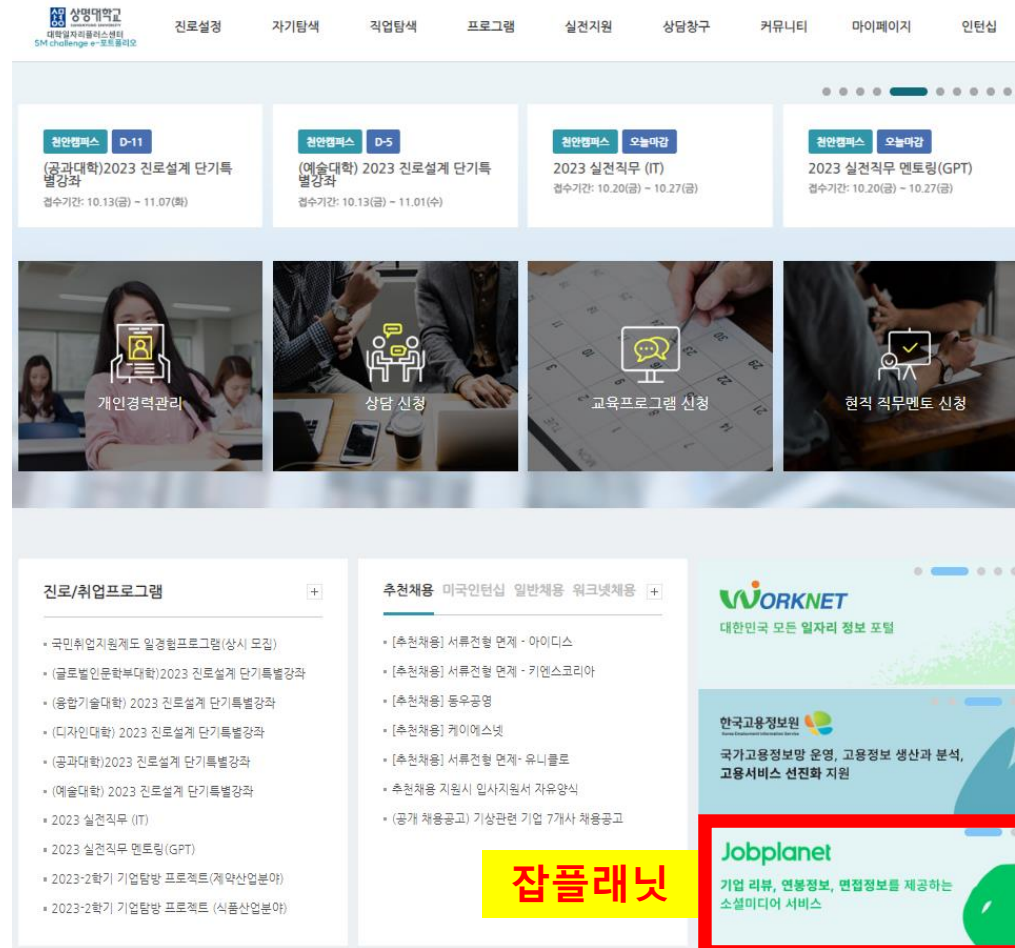 상명대학교
대학일자리플러스센터
SM challenge e-포트폴리오
진로설정 자기탐색 직업탐색 프로그램 실전지원 상담창구 커뮤니티 마이페이지 인턴십
천안캠퍼스 D-11
(공과대학)2023 진로설계 단기특
별강좌
접수기간: 10.13(금) ~ 11.07(화)
천안캠퍼스 D-5
(예술대학) 2023 진로설계 단기특
별강좌
접수기간: 10.13(금) ~ 11.01(수)
천안캠퍼스 오늘마감
2023 실전직무 (IT)
접수기간: 10.20(금) ~ 10.27(금)
천안캠퍼스 오늘마감
2023 실전직무 멘토링(GPT)
접수기간: 10.20(금) ~ 10.27(금)
개인경력관리
상담 신청
교육프로그램 신청
현직 직무멘토 신청
진로/취업프로그램 +
▪ 국민취업지원제도 일경험프로그램(상시 모집)
▪ (글로벌인문학부대학)2023 진로설계 단기특별강좌
▪ (융합기술대학) 2023 진로설계 단기특별강좌
▪ (디자인대학) 2023 진로설계 단기특별강좌
▪ (공과대학)2023 진로설계 단기특별강좌
▪ (예술대학) 2023 진로설계 단기특별강좌
▪ 2023 실전직무 (IT)
▪ 2023 실전직무 멘토링(GPT)
▪ 2023-2학기 기업탐방 프로젝트(제약산업분야)
▪ 2023-2학기 기업탐방 프로젝트 (식품산업분야)
추천채용 미국인턴십 일반채용 워크넷채용 +
▪ [추천채용] 서류전형 면제 - 아이디스
▪ [추천채용] 서류전형 면제 - 키엔스코리아
▪ [추천채용] 동우공영
▪ [추천채용] 케이에스넷
▪ [추천채용] 서류전형 면제- 유니클로
▪ 추천채용 지원시 입사지원서 자유양식
▪ (공개 채용공고) 기상관련 기업 7개사 채용공고
WORKNET
대한민국 모든 일자리 정보 포털
한국고용정보원
Korea Employment Information Service
국가고용정보망 운영, 고용정보 생산과 분석,
고용서비스 선진화 지원
잡플래닛
Jobplanet
기업 리뷰, 연봉정보, 면접정보를 제공하는
소셜미디어 서비스